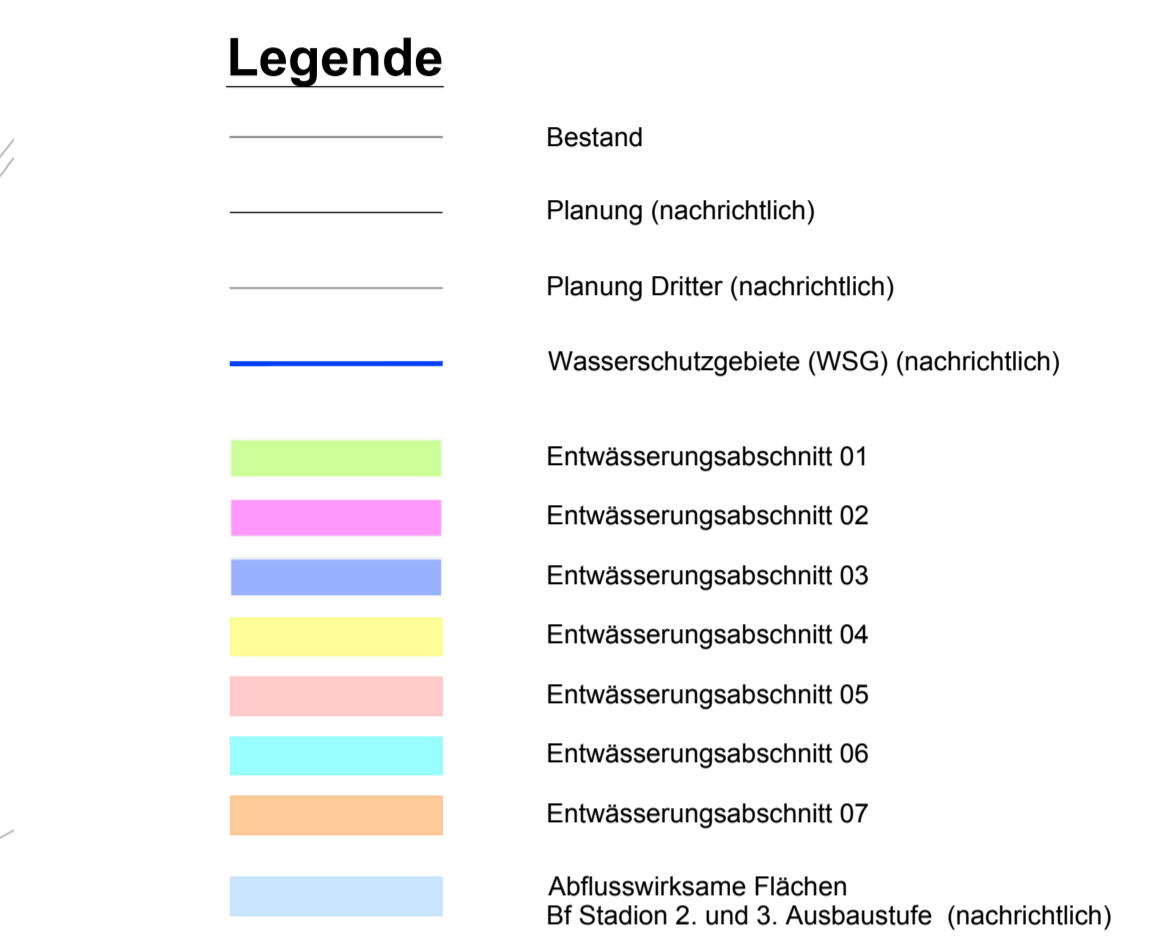 Legende
Bestand
Planung (nachrichtlich)
Planung Dritter (nachrichtlich)
Wasserschutzgebiete (WSG) (nachrichtlich)
Entwässerungsabschnitt 01
Entwässerungsabschnitt 02
Entwässerungsabschnitt 03
Entwässerungsabschnitt 04
Entwässerungsabschnitt 05
Entwässerungsabschnitt 06
Entwässerungsabschnitt 07
Abflusswirksame Flächen
Bf Stadion 2. und 3. Ausbaustufe (nachrichtlich)